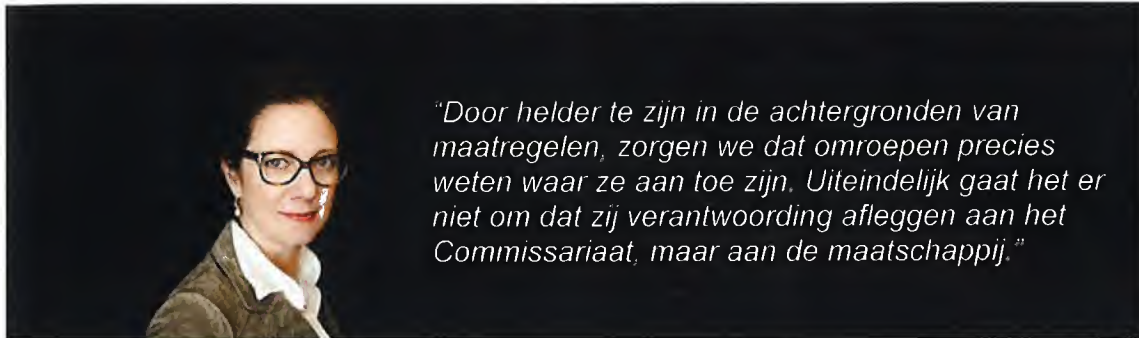 "Door helder te zijn in de achtergronden van
maatregelen, zorgen we dat omroepen precies
weten waar ze aan toe zijn. Uiteindelijk gaat het er
niet om dat zij verantwoording afleggen aan het
Commissariaat, maar aan de maatschappij."